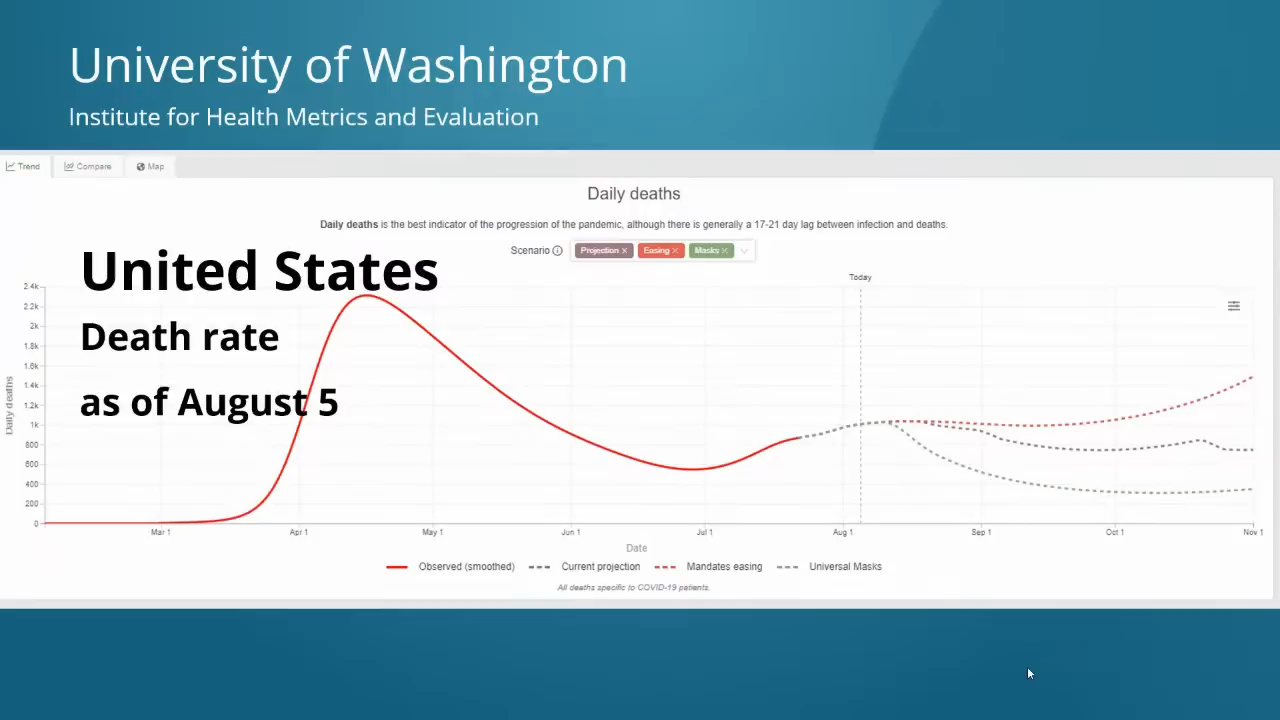 University of Washington
Institute for Health Metrics and Evaluation
Trend Compare Map
Daily deaths
Daily deaths is the best indicator of the progression of the pandemic, although there is generally a 17-21 day lag between infection and deaths.
Scenario Projection × Easing × Masks ×
United States
Death rate
as of August 5
Today
2.4k
2.2k
2k
1.8k
1.6k
1.4k
1.2k
1k
800
600
400
200
0
Daily deaths
Mar 1 Apr 1 May 1 Jun 1 Jul 1 Aug 1 Sep 1 Oct 1 Nov 1
Date
Observed (smoothed) Current projection Mandates easing Universal Masks
All deaths specific to COVID-19 patients.